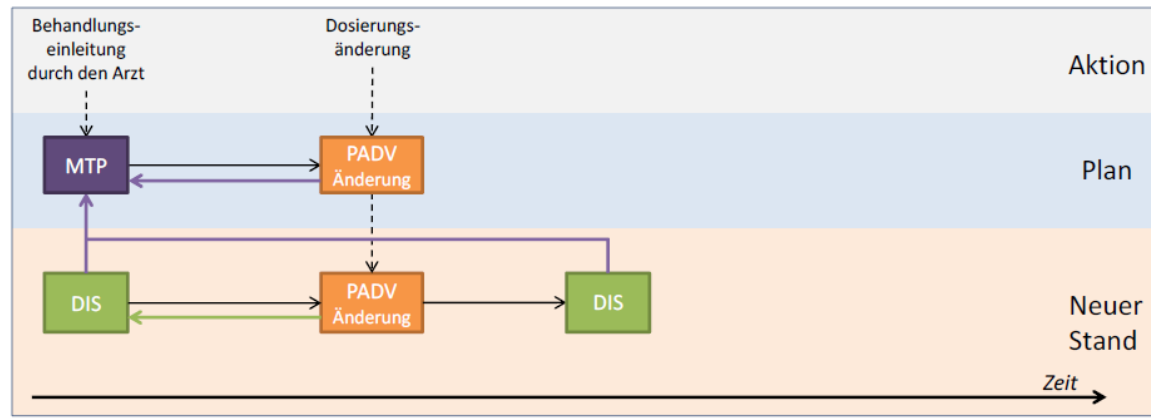 Behandlungs-
einleitung
durch den Arzt
Dosierungs-
änderung
Aktion
MTP
PADV
Änderung
Plan
DIS
PADV
Änderung
DIS
Neuer
Stand
Zeit